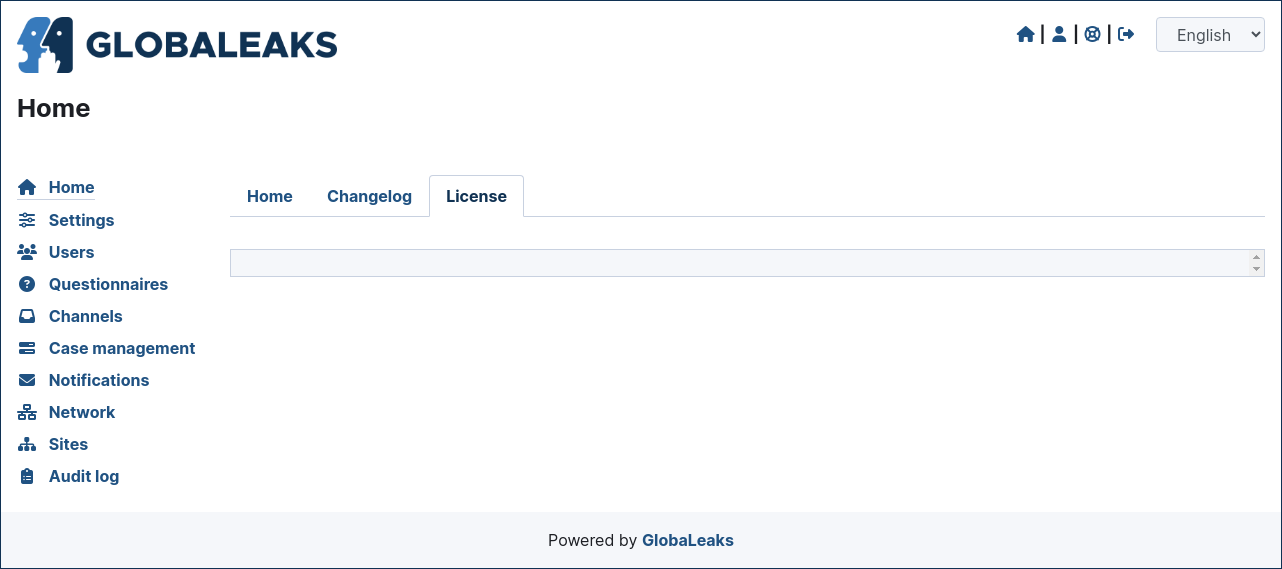 GLOBALEAKS
| | |
English
Home
Home
Settings
Users
Questionnaires
Channels
Case management
Notifications
Network
Sites
Audit log
Home Changelog License
Powered by GlobaLeaks